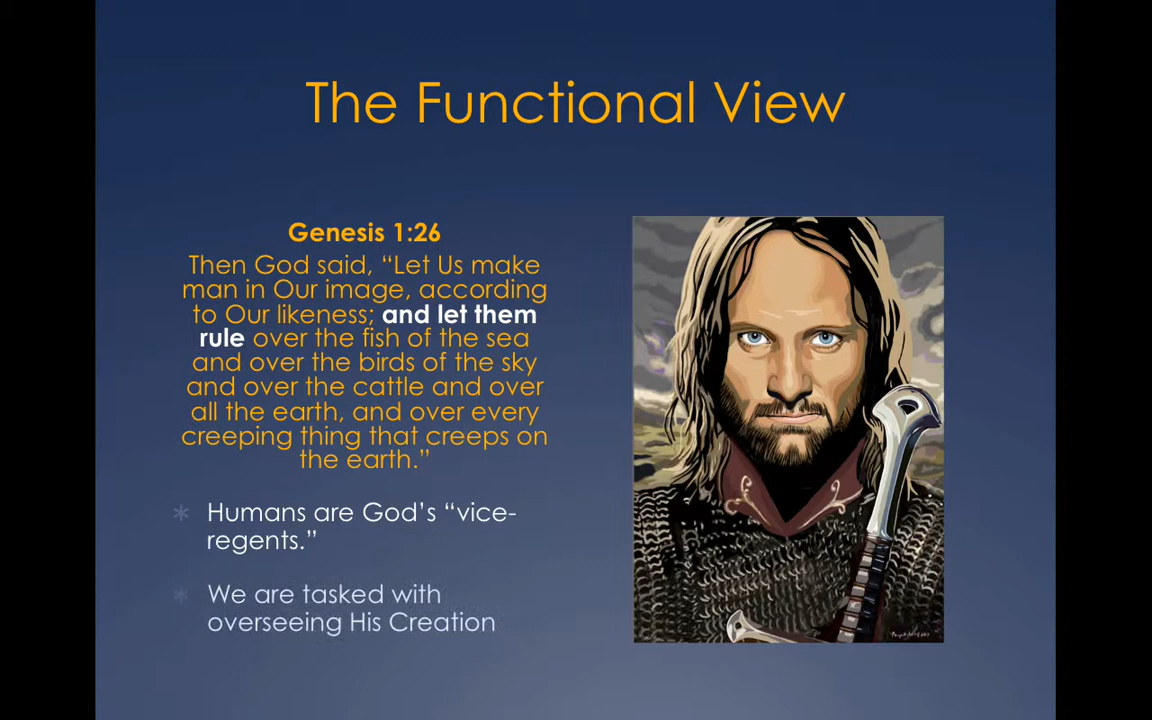 The Functional View
Genesis 1:26
Then God said, “Let Us make
man in Our image, according
to Our likeness; and let them
rule over the fish of the sea
and over the birds of the sky
and over the cattle and over
all the earth, and over every
creeping thing that creeps on
the earth.”
Humans are God’s “vice-
regents.”
We are tasked with
overseeing His Creation